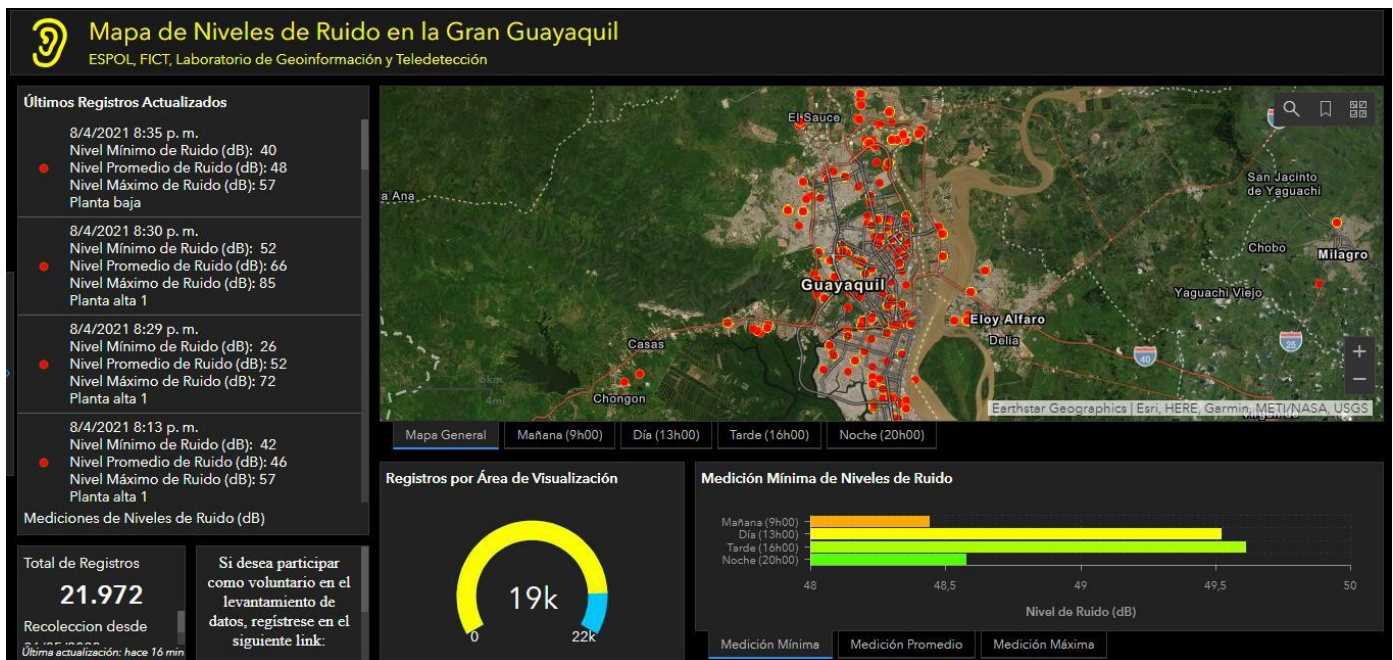 Mapa de Niveles de Ruido en la Gran Guayaquil
ESPOL, FICT, Laboratorio de Geoinformación y Teledetección
Últimos Registros Actualizados
8/4/2021 8:35 p. m.
Nivel Mínimo de Ruido (dB): 40
Nivel Promedio de Ruido (dB): 48
Nivel Máximo de Ruido (dB): 57
Planta baja
8/4/2021 8:30 p. m.
Nivel Mínimo de Ruido (dB): 52
Nivel Promedio de Ruido (dB): 66
Nivel Máximo de Ruido (dB): 85
Planta alta 1
8/4/2021 8:29 p. m.
Nivel Mínimo de Ruido (dB): 26
Nivel Promedio de Ruido (dB): 52
Nivel Máximo de Ruido (dB): 72
Planta alta 1
8/4/2021 8:13 p. m.
Nivel Mínimo de Ruido (dB): 42
Nivel Promedio de Ruido (dB): 46
Nivel Máximo de Ruido (dB): 57
Planta alta 1
Mediciones de Niveles de Ruido (dB)
Total de Registros
21.972
Recoleccion desde
Última actualización: hace 16 min
Si desea participar
como voluntario en el
levantamiento de
datos, regístrese en el
siguiente link:
El Sauce
a Ana
San Jacinto
de Yaguachi
Chobo
Milagro
Guayaquil
Yaguachi Viejo
Eloy Alfaro
Delia
Casas
40
25
6km
4mi
Chongon
Earthstar Geographics | Esri, HERE, Garmin, METI/NASA, USGS
Mapa General
Mañana (9h00)
Día (13h00)
Tarde (16h00)
Noche (20h00)
Registros por Área de Visualización
19k
0
22k
Medición Mínima de Niveles de Ruido
Mañana (9h00)
Día (13h00)
Tarde (16h00)
Noche (20h00)
48
48,5
49
49,5
50
Nivel de Ruido (dB)
Medición Mínima
Medición Promedio
Medición Máxima